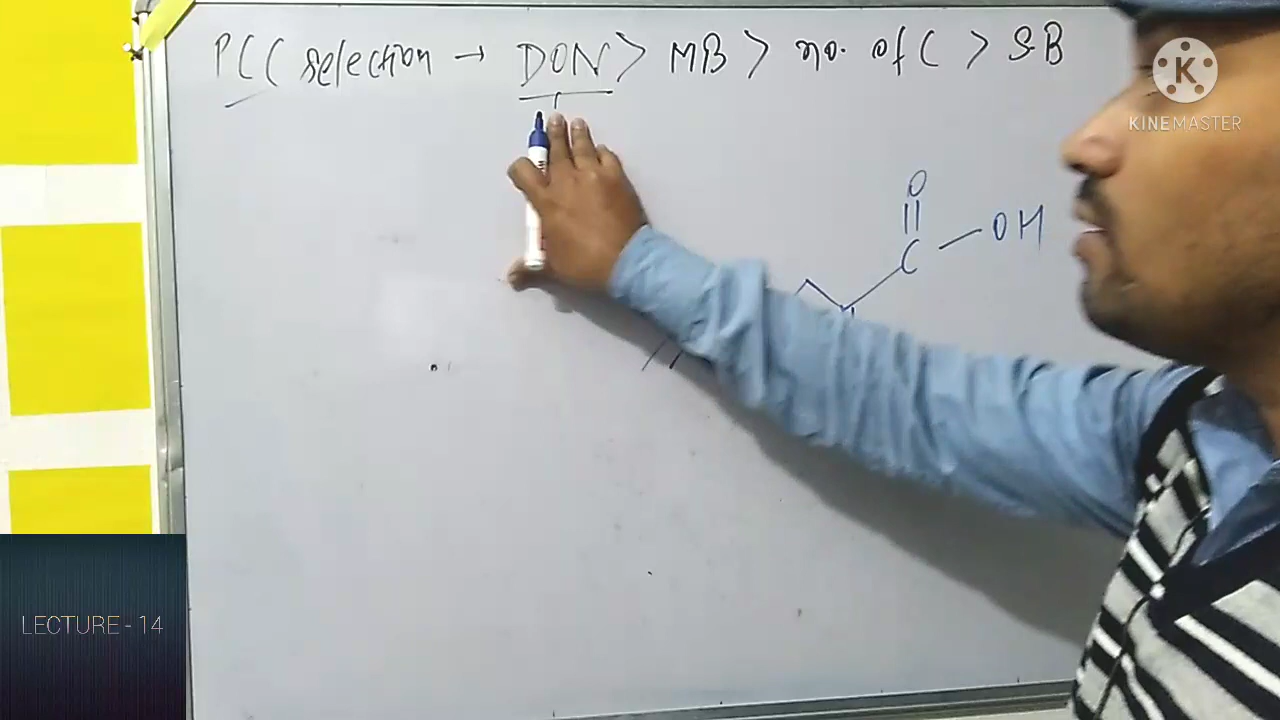 PCC selection → DON > MB > no. of C > SB
K
KINEMASTER
O
C
OH
LECTURE - 14